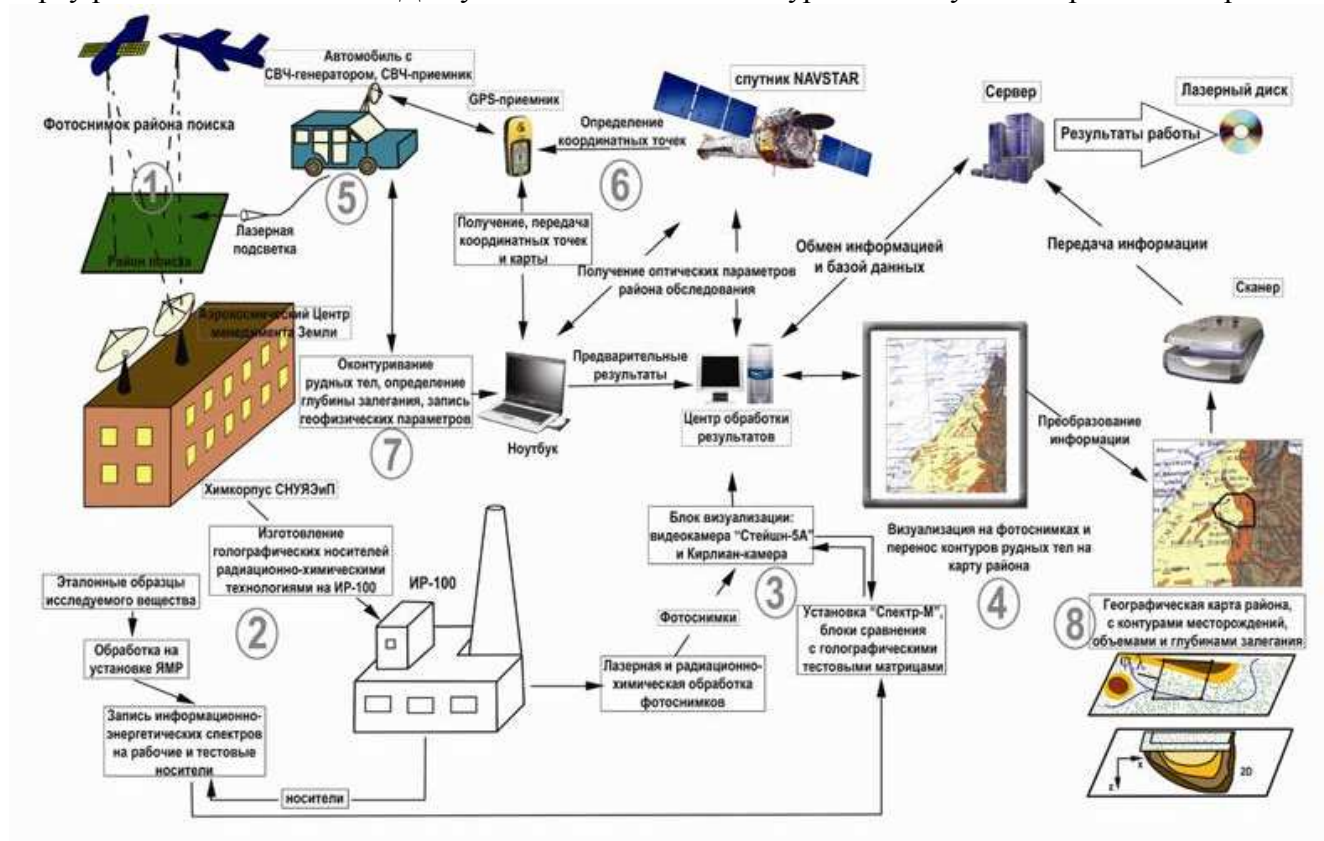 Автомобиль с
СВЧ-генератором, СВЧ-приемник
GPS-приемник
спутник NAVSTAR
Сервер
Лазерный диск
Результаты работы
Фотоснимок района поиска
Определение
координатных точек
1
5
6
Лазерная
подсветка
Район поиска
Получение, передача
координатных точек
и карты
Получение оптических параметров
района обследования
Обмен информацией
и базой данных
Передача информации
Сканер
Аэрокосмический Центр
менеджмента Земли
Оконтуривание
рудных тел, определение
глубины залегания, запись
геофизических параметров
7
Ноутбук
Предварительные
результаты
Центр обработки
результатов
Преобразование
информации
Химкорпус СНУЯЭиП
Изготовление
голографических носителей
радиационно-химическими
технологиями на ИР-100
ИР-100
Эталонные образцы
исследуемого вещества
2
Обработка на
установке ЯМР
Запись информационно-
энергетических спектров
на рабочие и тестовые
носители
носители
Блок визуализации:
видеокамера "Стейшн-5А"
и Кирлиан-камера
3
Фотоснимки
Лазерная и радиационно-
химическая обработка
фотоснимков
Установка "Спектр-М",
блоки сравнения
с голографическими
тестовыми матрицами
Визуализация на фотоснимках и
перенос контуров рудных тел на
карту района
4
8
Географическая карта района,
с контурами месторождений,
объемами и глубинами залегания
x
z
2D